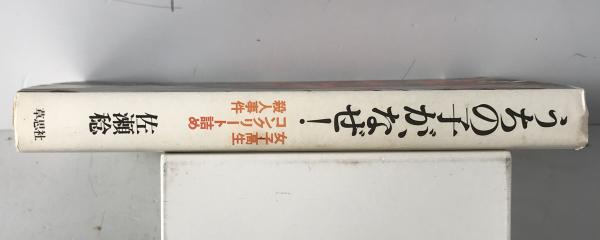 うちの子が、なぜ!
女子高生
コンクリート詰め
殺人事件
佐瀬稔
草思社